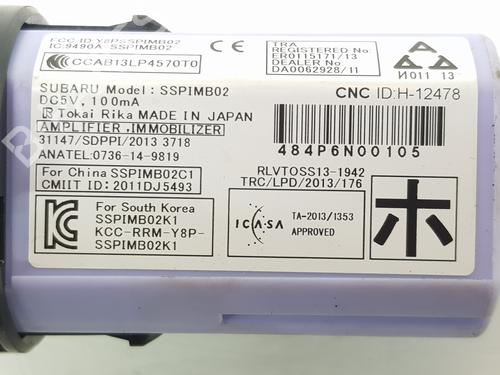 FCC ID:Y8PSSPIMB02
IC:9490A-SSPIMB02
CCAB13LP4570T0
SUBARU Model: SSPIMB02
DC5V, 100mA
Tokai Rika MADE IN JAPAN
AMPLIFIER, IMMOBILIZER
31147/SDPPI/2013 3718
ANATEL:0736-14-9819
For China SSPIMB02C1
CMIIT ID: 2011DJ5493
For South Korea
SSPIMB02K1
KCC-RRM-Y8P-
SSPIMB02K1
TRA
REGISTERED No
ER0115171/13
DEALER No
DA0062928/11
И011 13
CNC ID:H-12478
484P6N00105
RLVTOSS13-1942
TRC/LPD/2013/176
ICASA
TA-2013/1353
APPROVED
ホ